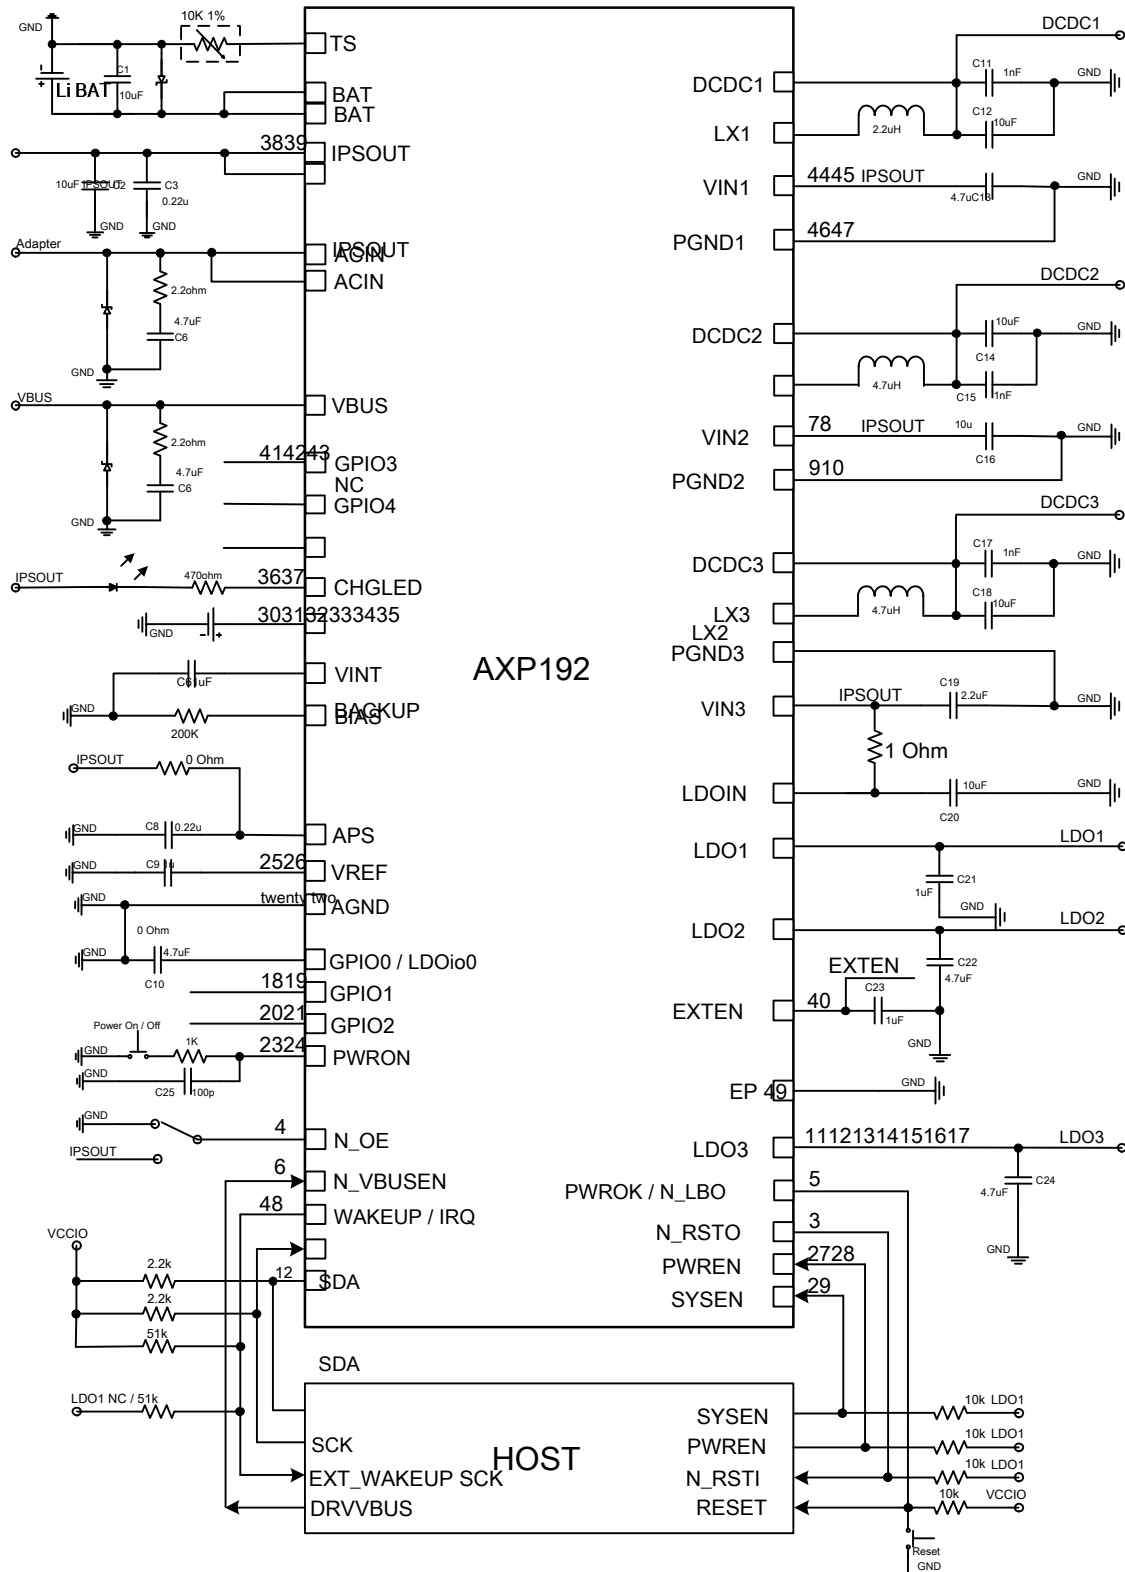 GND
10K 1%
TS
C1
10uF
Li BAT
BAT
BAT
3839
IPSOUT
10uF IPSOUT C2
C3
0.22u
GND
GND
Adapter
IPSOUT
ACIN
ACIN
2.2ohm
4.7uF
C6
GND
VBUS
VBUS
2.2ohm
4.7uF
C6
GND
414243
GPIO3
NC
GPIO4
IPSOUT
470ohm
3637
CHGLED
GND
303132333435
VINT
C61uF
GND
200K
BACKUP
BIAS
IPSOUT
0 Ohm
GND
C8
0.22u
APS
GND
C9 1u
2526
VREF
GND
twenty two
AGND
0 Ohm
GND
4.7uF
C10
GPIO0 / LDOio0
1819
GPIO1
2021
GPIO2
Power On / Off
GND
1K
2324
PWRON
GND
C25
100p
GND
4
N_OE
IPSOUT
6
N_VBUSEN
48
WAKEUP / IRQ
VCCIO
2.2k
12
SDA
2.2k
51k
SDA
LDO1 NC / 51k
AXP192
DCDC1
DCDC1
C11
1nF
GND
C12
10uF
LX1
2.2uH
VIN1
4445
IPSOUT
4.7uC13
GND
PGND1
4647
DCDC2
DCDC2
10uF
GND
C14
4.7uH
C15
1nF
VIN2
78
IPSOUT
10u
GND
C16
PGND2
910
DCDC3
DCDC3
C17
1nF
GND
C18
10uF
LX3
4.7uH
LX2
PGND3
IPSOUT
C19
2.2uF
VIN3
GND
1 Ohm
LDOIN
10uF
GND
C20
LDO1
LDO1
C21
1uF
GND
LDO2
LDO2
C22
4.7uF
EXTEN
C23
EXTEN
40
1uF
GND
EP 49
GND
LDO3
11121314151617
LDO3
C24
4.7uF
GND
PWROK / N_LBO
5
N_RSTO
3
PWREN
2728
SYSEN
29
HOST
SCK
EXT_WAKEUP SCK
DRVVBUS
SYSEN
10k LDO1
PWREN
10k LDO1
N_RSTI
10k LDO1
RESET
10k
VCCIO
Reset
GND